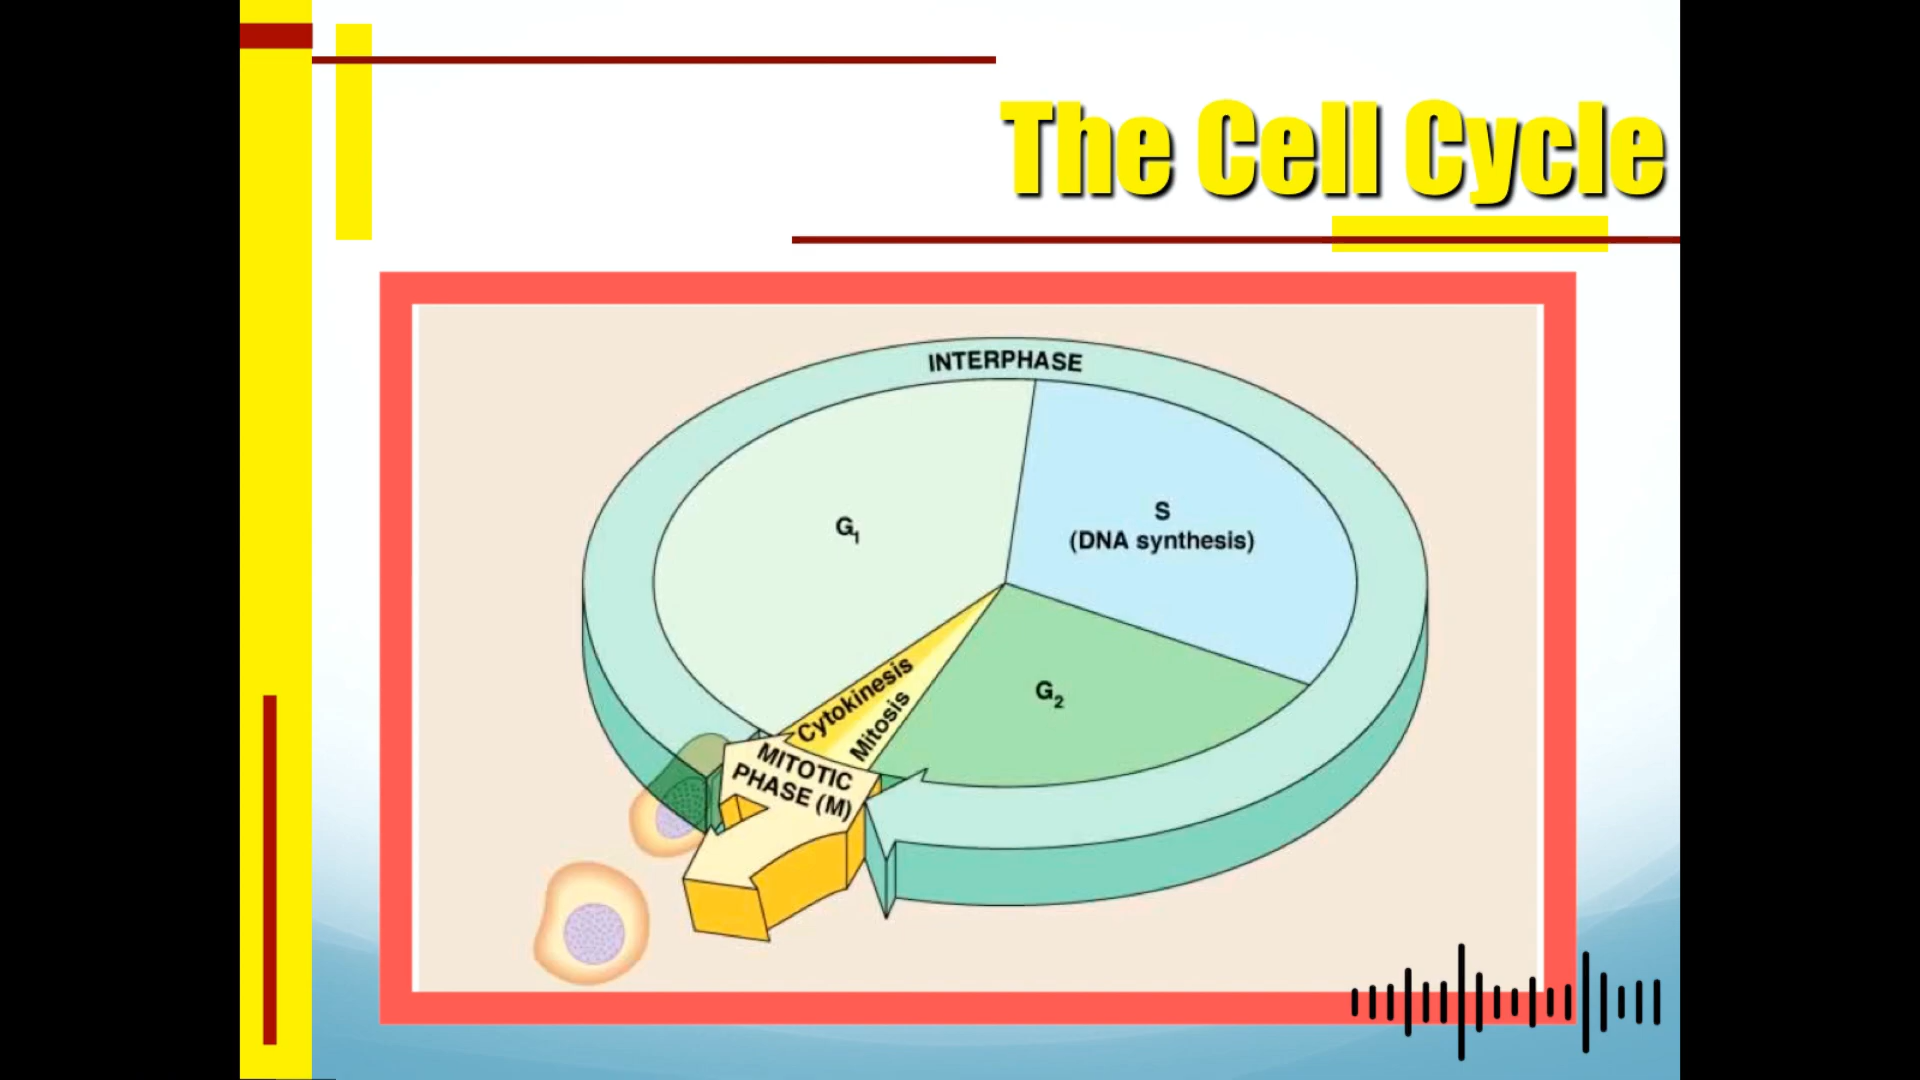 The Cell Cycle
INTERPHASE
G₁
S
(DNA synthesis)
G₂
Cytokinesis
Mitosis
MITOTIC
PHASE (M)